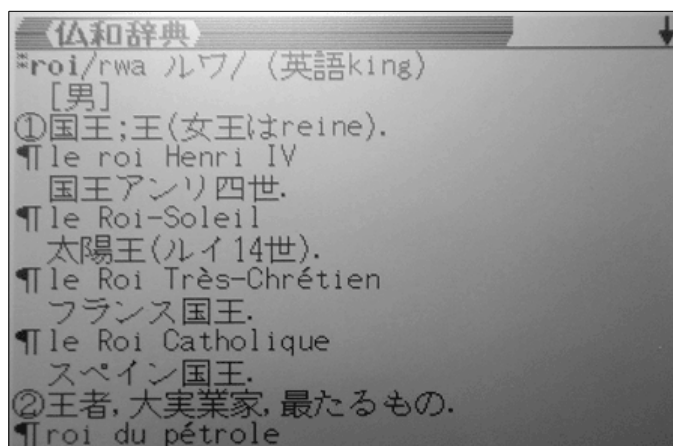 仏和辞典
*roi/rwa ルワ/ (英語king)
[男]
①国王;王(女王はreine).
¶le roi Henri IV
国王アンリ四世.
¶le Roi-Soleil
太陽王(ルイ14世).
¶le Roi Très-Chrétien
フランス国王.
¶le Roi Catholique
スペイン国王.
②王者,大実業家,最たるもの.
¶roi du pétrole